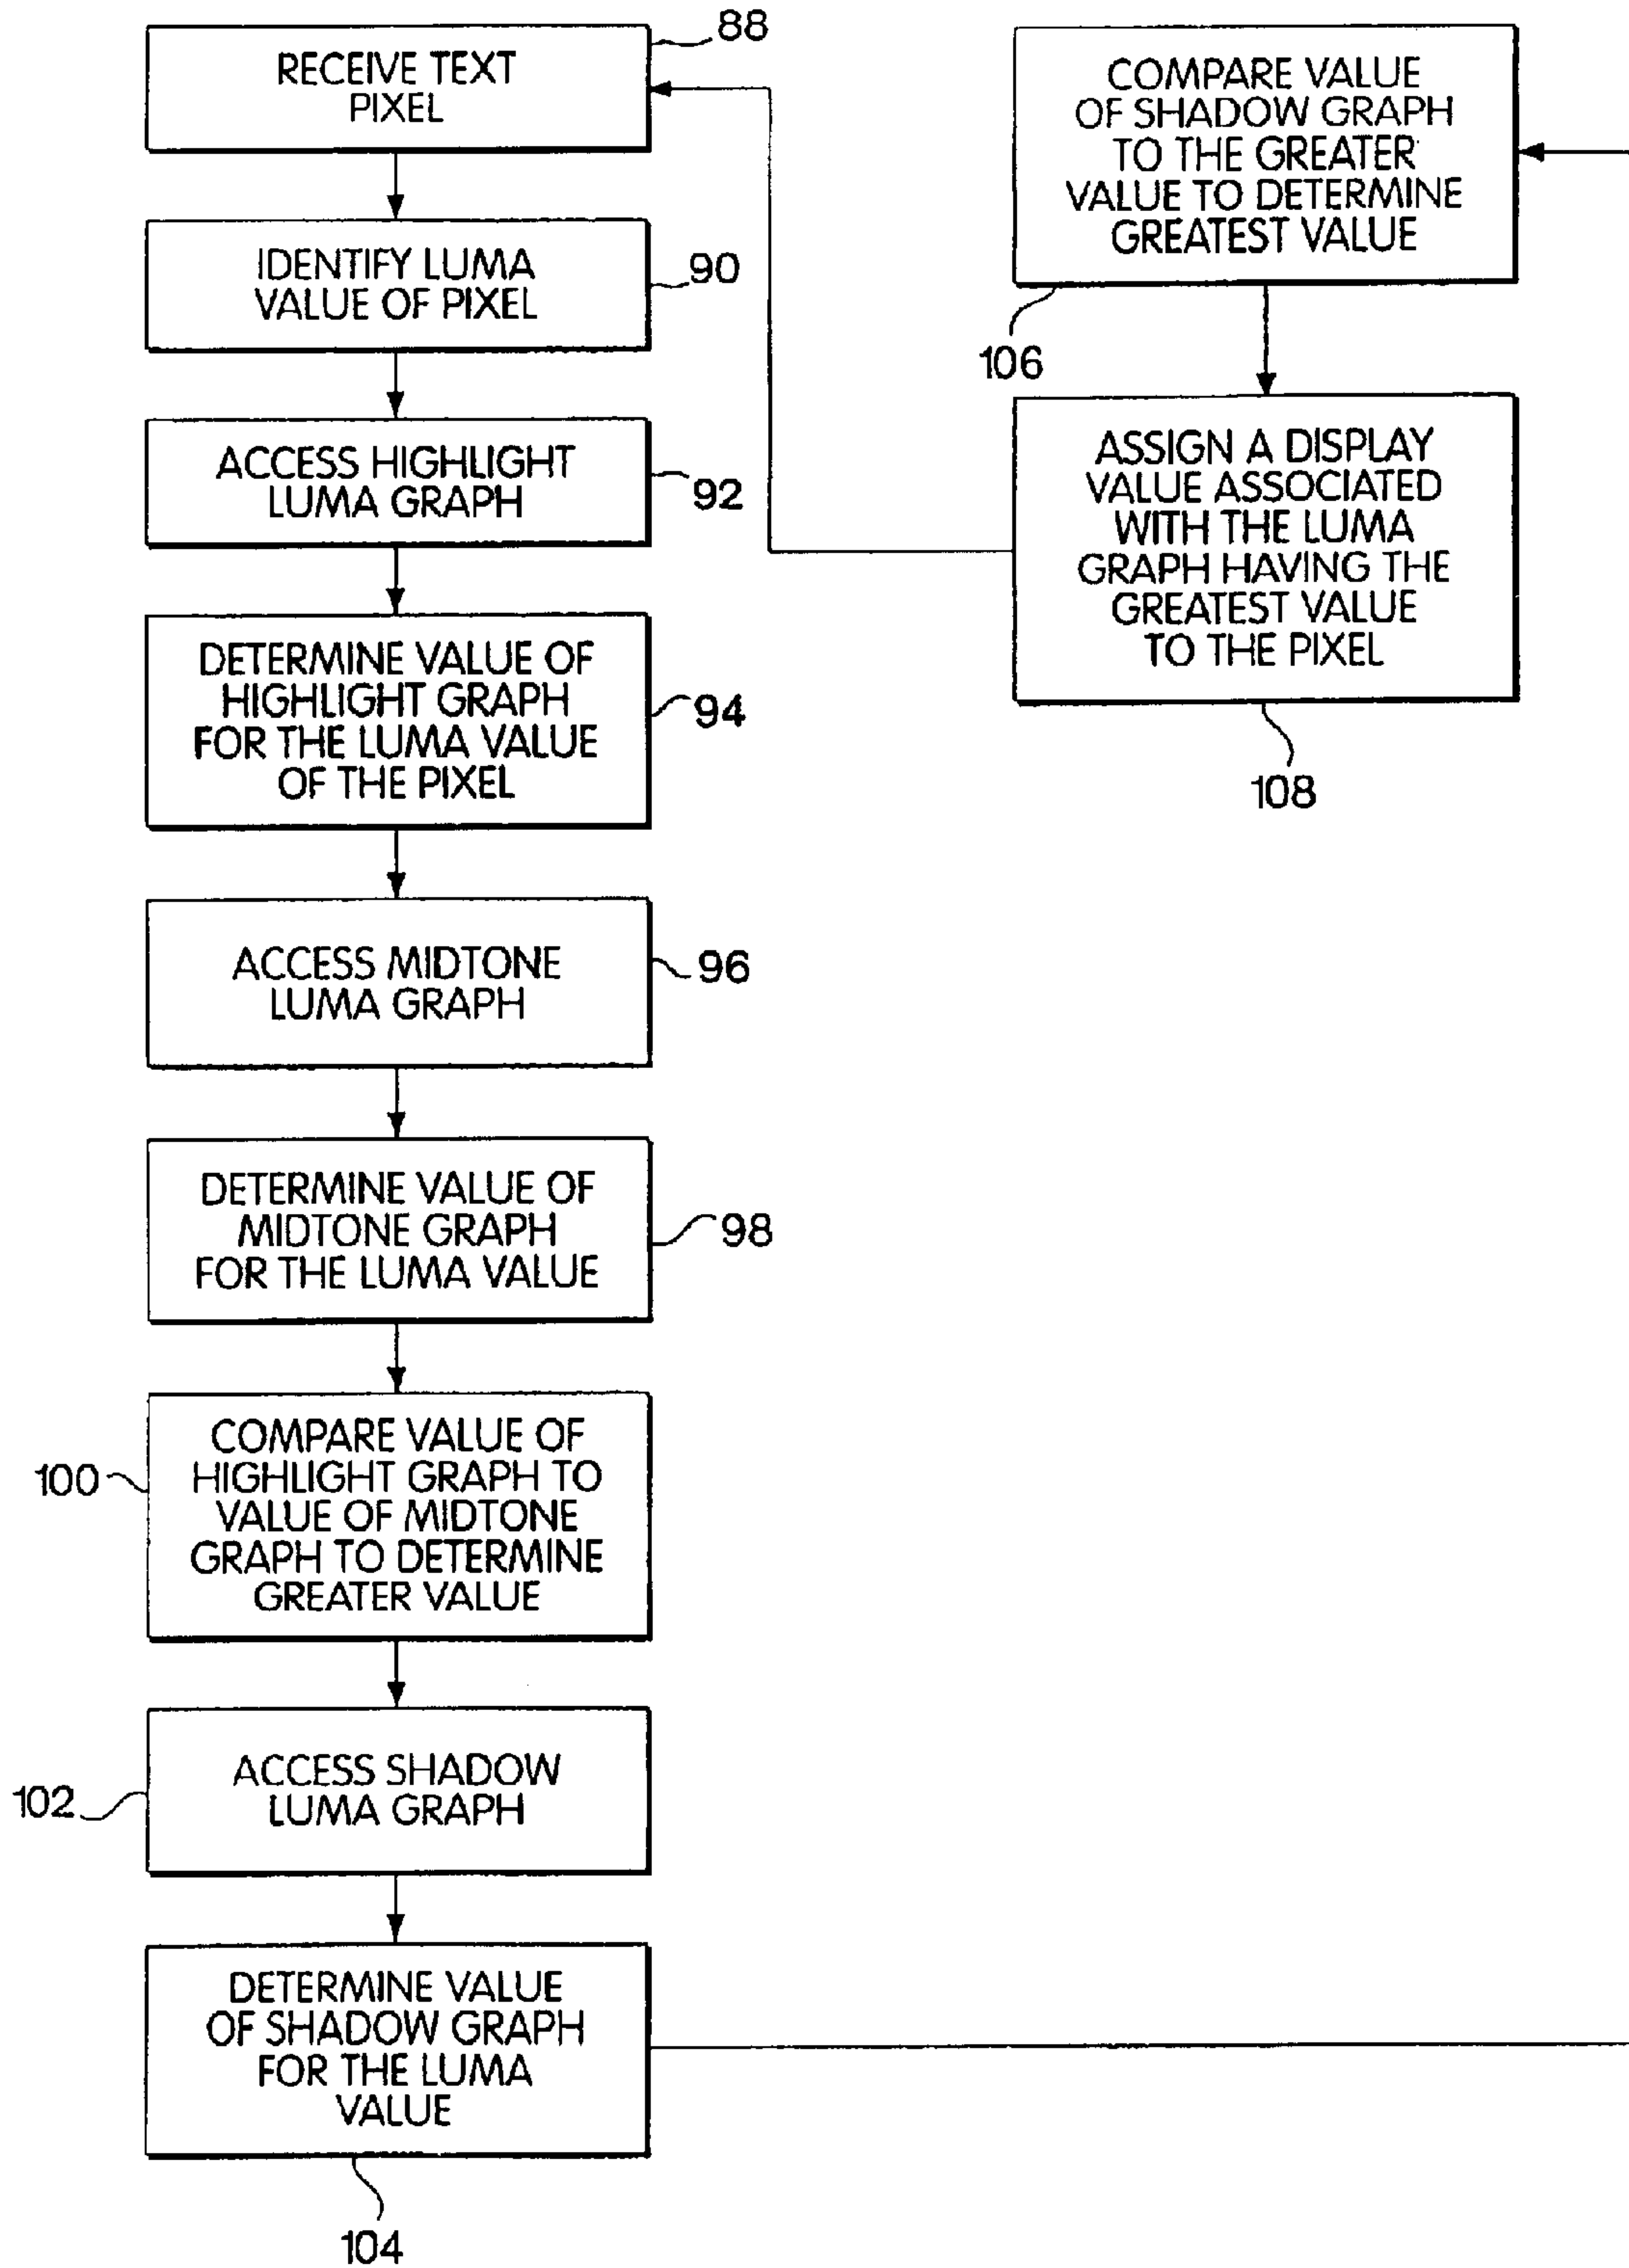 88
RECEIVE TEXT
PIXEL
IDENTIFY LUMA
VALUE OF PIXEL
90
ACCESS HIGHLIGHT
LUMA GRAPH
92
DETERMINE VALUE OF
HIGHLIGHT GRAPH
FOR THE LUMA VALUE
OF THE PIXEL
94
ACCESS MIDTONE
LUMA GRAPH
96
DETERMINE VALUE OF
MIDTONE GRAPH
FOR THE LUMA VALUE
98
COMPARE VALUE OF
HIGHLIGHT GRAPH TO
VALUE OF MIDTONE
GRAPH TO DETERMINE
GREATER VALUE
100
ACCESS SHADOW
LUMA GRAPH
102
DETERMINE VALUE
OF SHADOW GRAPH
FOR THE LUMA
VALUE
104
COMPARE VALUE
OF SHADOW GRAPH
TO THE GREATER
VALUE TO DETERMINE
GREATEST VALUE
106
ASSIGN A DISPLAY
VALUE ASSOCIATED
WITH THE LUMA
GRAPH HAVING THE
GREATEST VALUE
TO THE PIXEL
108